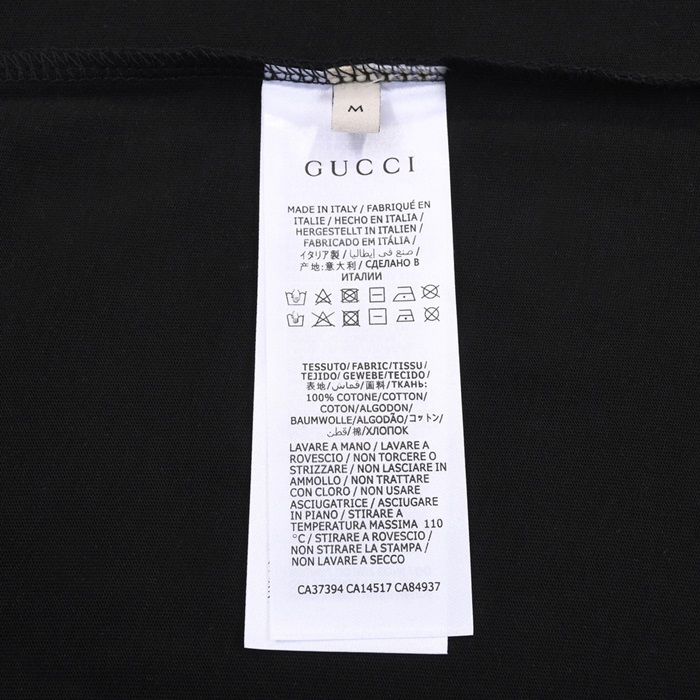 M
GUCCI
MADE IN ITALY / FABRIQUÉ EN
ITALIE / HECHO EN ITALIA /
HERGESTELLT IN ITALIEN /
FABRICADO EM ITÁLIA /
イタリア製 / صنع في إيطاليا /
产地:意大利 / СДЕЛАНО В
ИТАЛИИ
TESSUTO/FABRIC/TISSU/
TEJIDO/GEWEBE/TECIDO/
表地/قماش/面料/ТКАНЬ:
100% COTONE/COTTON/
COTON/ALGODON/
BAUMWOLLE/ALGODÃO/コットン/
قطن/棉/ХЛОПОК
LAVARE A MANO / LAVARE A
ROVESCIO / NON TORCERE O
STRIZZARE / NON LASCIARE IN
AMMOLLO / NON TRATTARE
CON CLORO / NON USARE
ASCIUGATRICE / ASCIUGARE
IN PIANO / STIRARE A
TEMPERATURA MASSIMA 110
°C / STIRARE A ROVESCIO /
NON STIRARE LA STAMPA /
NON LAVARE A SECCO
CA37394 CA14517 CA84937